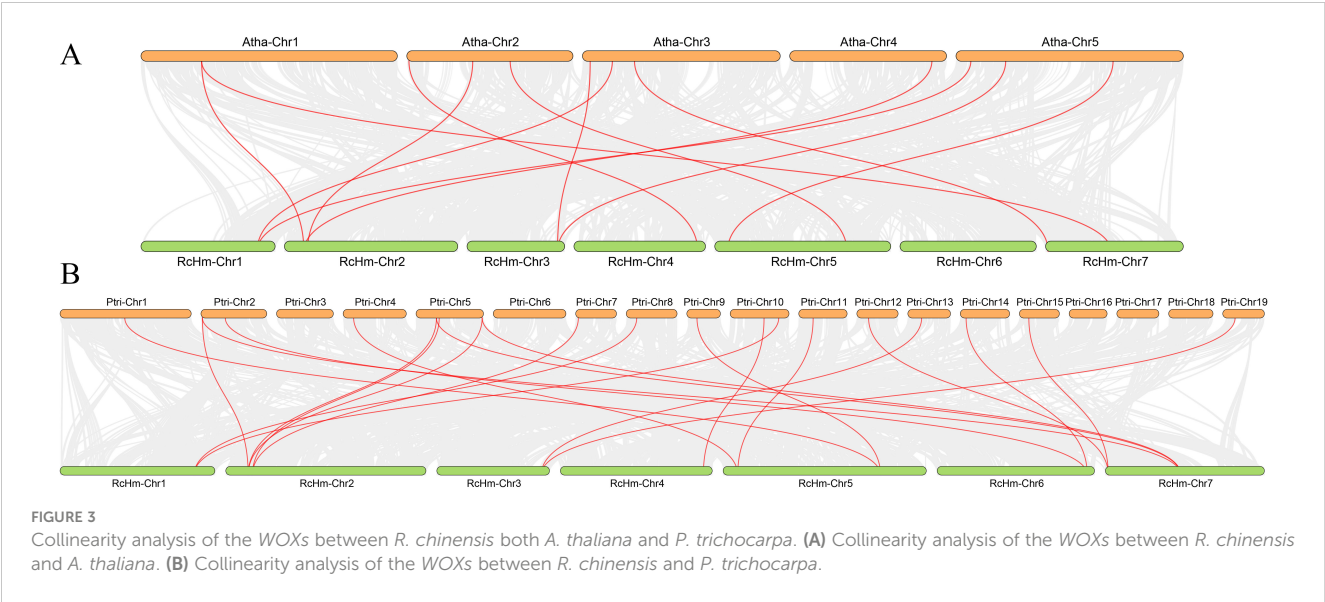 A
Atha-Chr1 Atha-Chr2 Atha-Chr3 Atha-Chr4 Atha-Chr5
RcHm-Chr1 RcHm-Chr2 RcHm-Chr3 RcHm-Chr4 RcHm-Chr5 RcHm-Chr6 RcHm-Chr7
B
Ptri-Chr1 Ptri-Chr2 Ptri-Chr3 Ptri-Chr4 Ptri-Chr5 Ptri-Chr6 Ptri-Chr7 Ptri-Chr8 Ptri-Chr9 Ptri-Chr10 Ptri-Chr11 Ptri-Chr12 Ptri-Chr13 Ptri-Chr14 Ptri-Chr15 Ptri-Chr16 Ptri-Chr17 Ptri-Chr18 Ptri-Chr19
RcHm-Chr1 RcHm-Chr2 RcHm-Chr3 RcHm-Chr4 RcHm-Chr5 RcHm-Chr6 RcHm-Chr7
FIGURE 3
Collinearity analysis of the WOXs between R. chinensis both A. thaliana and P. trichocarpa. (A) Collinearity analysis of the WOXs between R. chinensis
and A. thaliana. (B) Collinearity analysis of the WOXs between R. chinensis and P. trichocarpa.